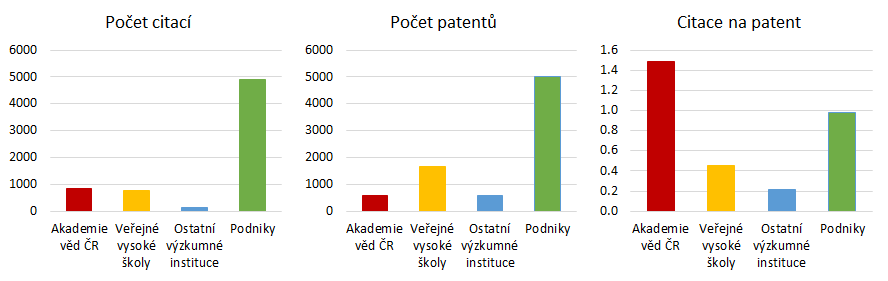 Počet citací
6000
5000
4000
3000
2000
1000
0
Akademie
věd ČR
Veřejné
vysoké
školy
Ostatní
výzkumné
instituce
Podniky
Počet patentů
6000
5000
4000
3000
2000
1000
0
Akademie
věd ČR
Veřejné
vysoké
školy
Ostatní
výzkumné
instituce
Podniky
Citace na patent
1.6
1.4
1.2
1.0
0.8
0.6
0.4
0.2
0.0
Akademie
věd ČR
Veřejné
vysoké
školy
Ostatní
výzkumné
instituce
Podniky